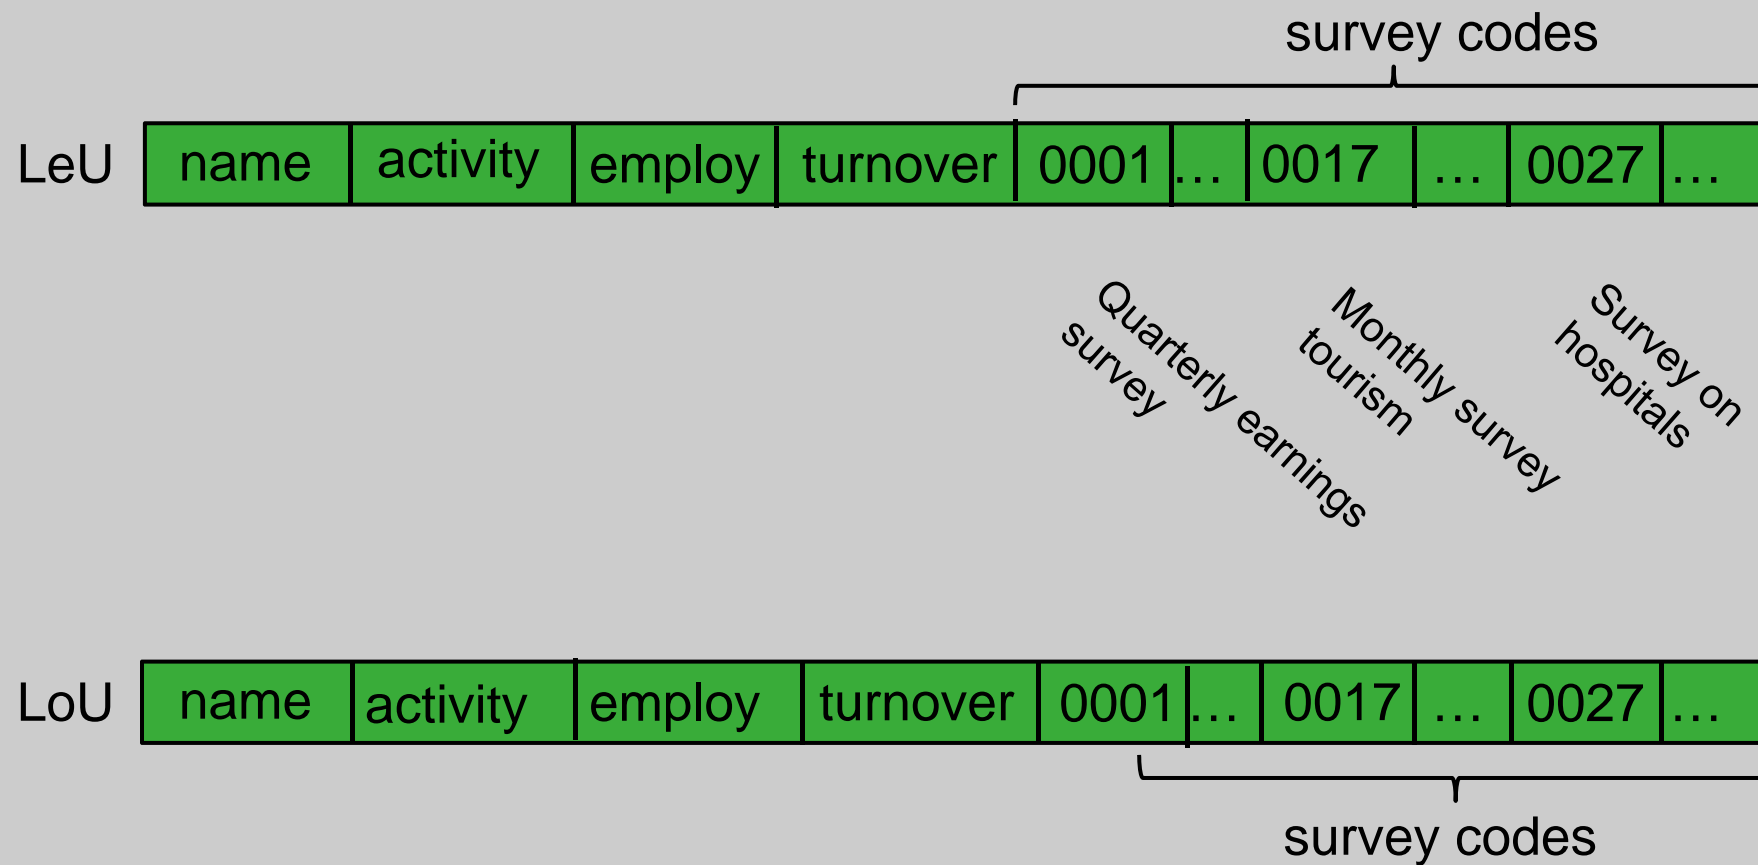 survey codes
LeU name activity employ turnover 0001 ... 0017 ... 0027 ...
Quarterly earnings
survey
Monthly survey
tourism
Survey on
hospitals
LoU name activity employ turnover 0001 ... 0017 ... 0027 ...
survey codes